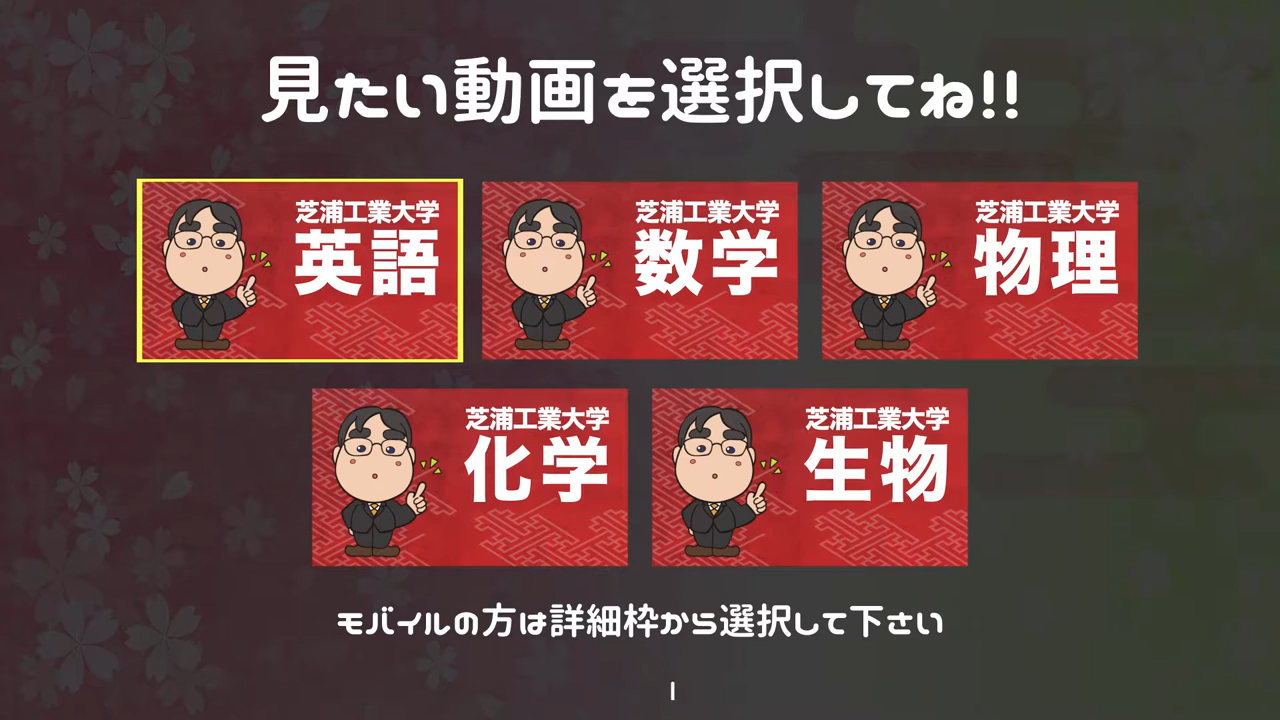 見たい動画を選択してね!!
芝浦工業大学
英語
芝浦工業大学
数学
芝浦工業大学
物理
芝浦工業大学
化学
芝浦工業大学
生物
モバイルの方は詳細枠から選択して下さい
1